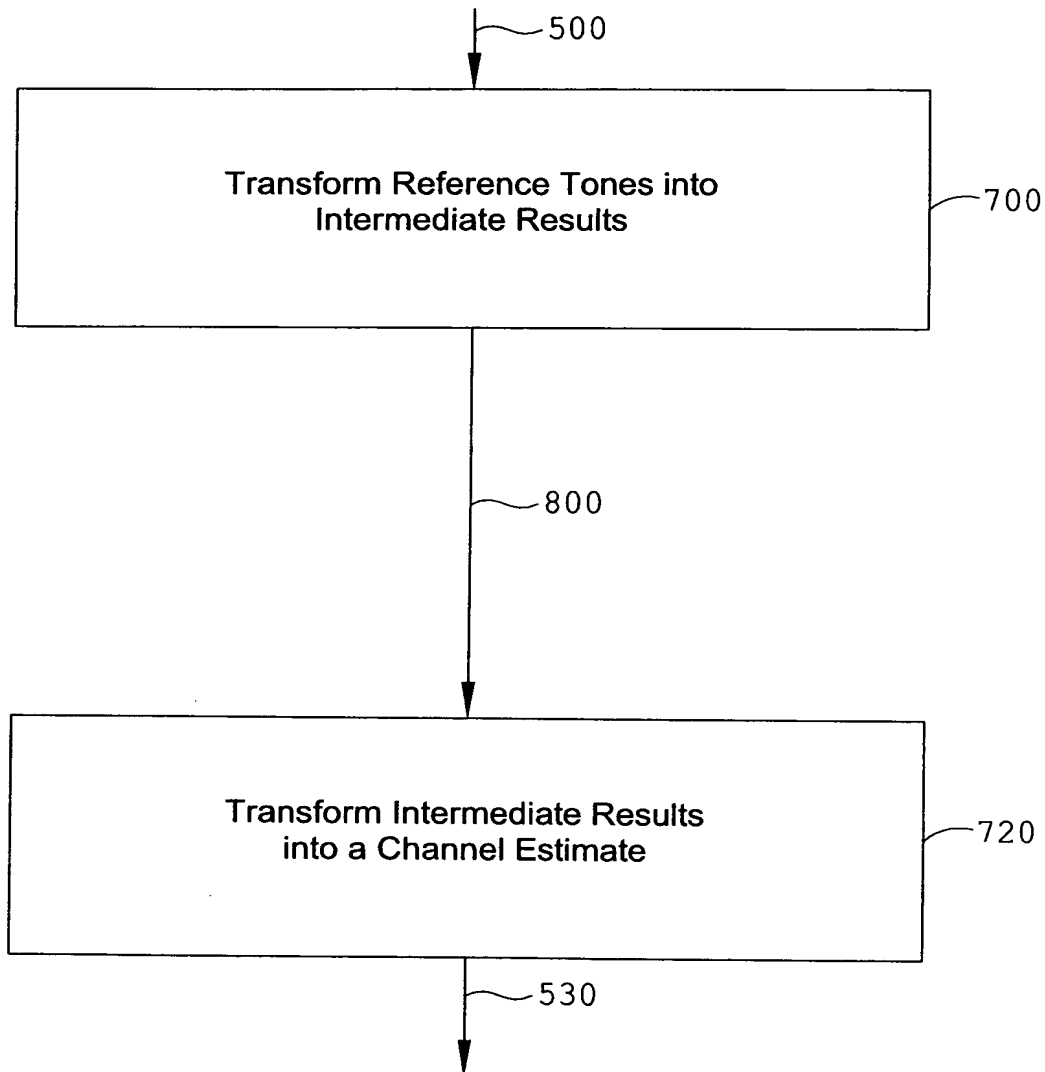 500
Transform Reference Tones into
Intermediate Results
700
800
Transform Intermediate Results
into a Channel Estimate
720
530